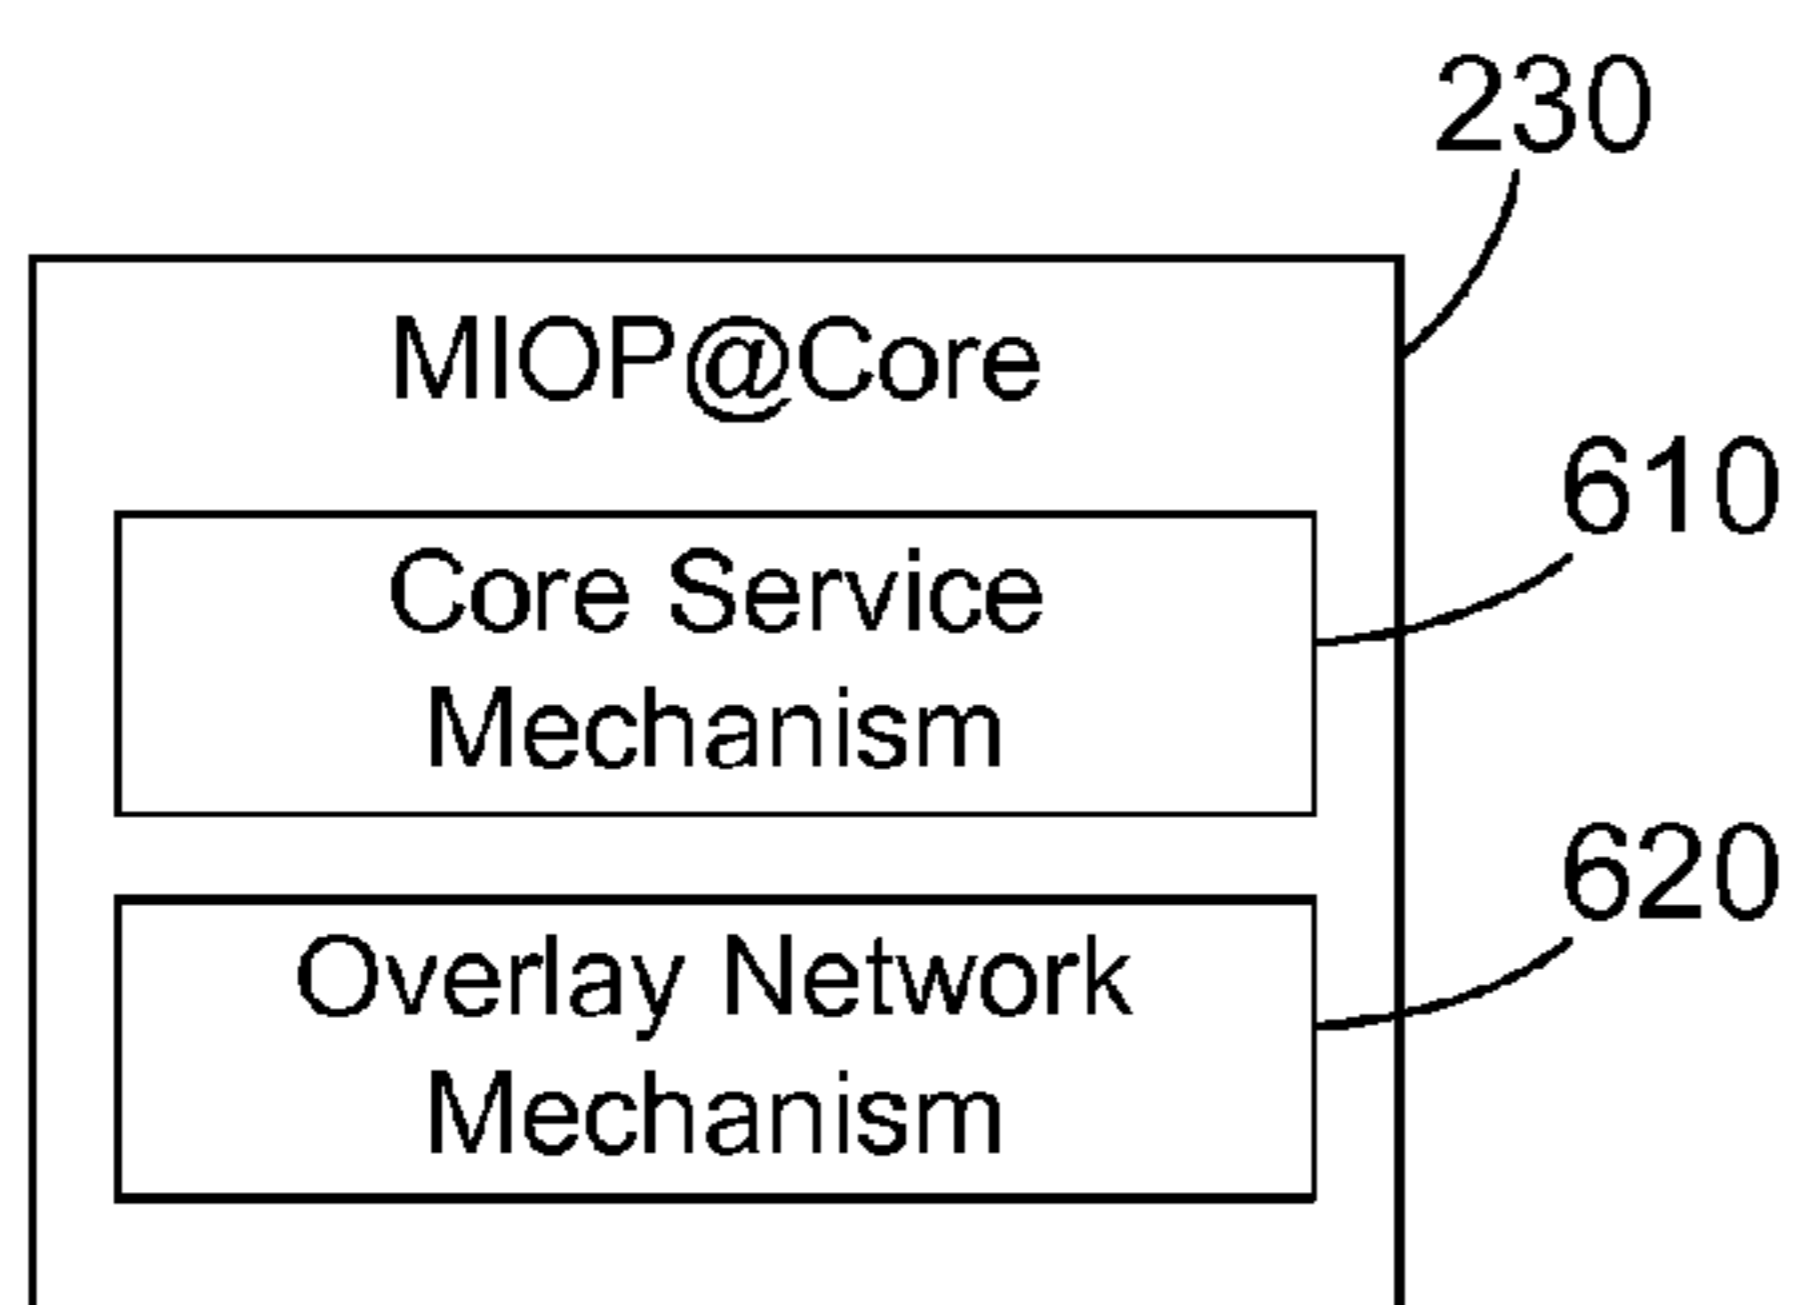 230
MIOP@Core
610
Core Service
Mechanism
620
Overlay Network
Mechanism